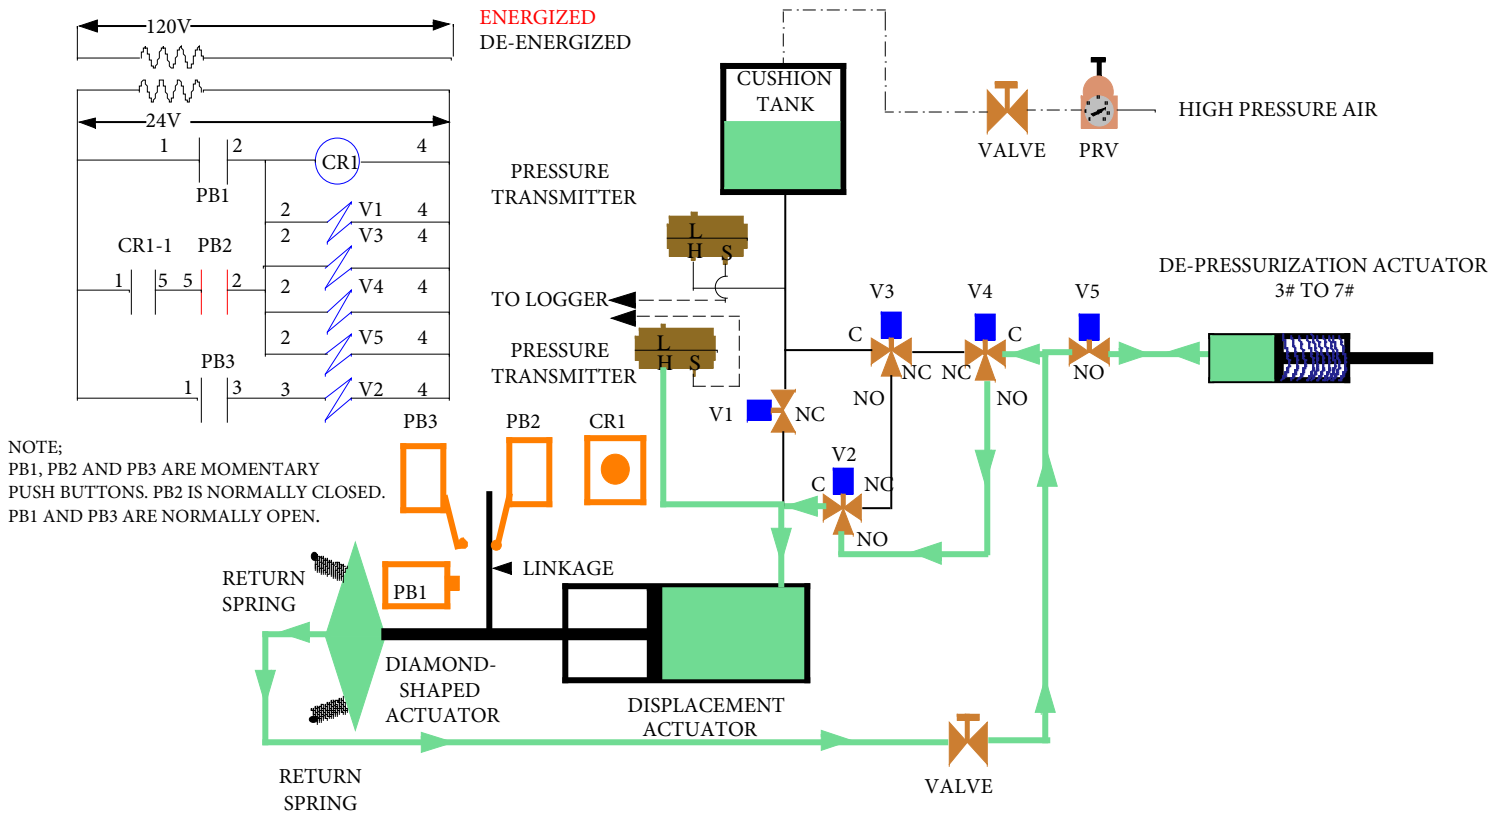 120V
ENERGIZED
DE-ENERGIZED
24V
1 2 4
CR1
PB1
2 V1 4
2 V3 4
CR1-1 PB2
1 5 5 2
2 V4 4
2 V5 4
PB3
1 3 3 V2 4
NOTE;
PB1, PB2 AND PB3 ARE MOMENTARY
PUSH BUTTONS. PB2 IS NORMALLY CLOSED.
PB1 AND PB3 ARE NORMALLY OPEN.
CUSHION
TANK
VALVE
PRV
HIGH PRESSURE AIR
PRESSURE
TRANSMITTER
L
H S
TO LOGGER
PRESSURE
TRANSMITTER
L
H S
DE-PRESSURIZATION ACTUATOR
3# TO 7#
V3 V4 V5
C C
NC NC NO
NO NO
V1 NC
V2
C NC
NO
PB3 PB2 CR1
PB1
LINKAGE
RETURN
SPRING
DIAMOND-
SHAPED
ACTUATOR
DISPLACEMENT
ACTUATOR
RETURN
SPRING
VALVE